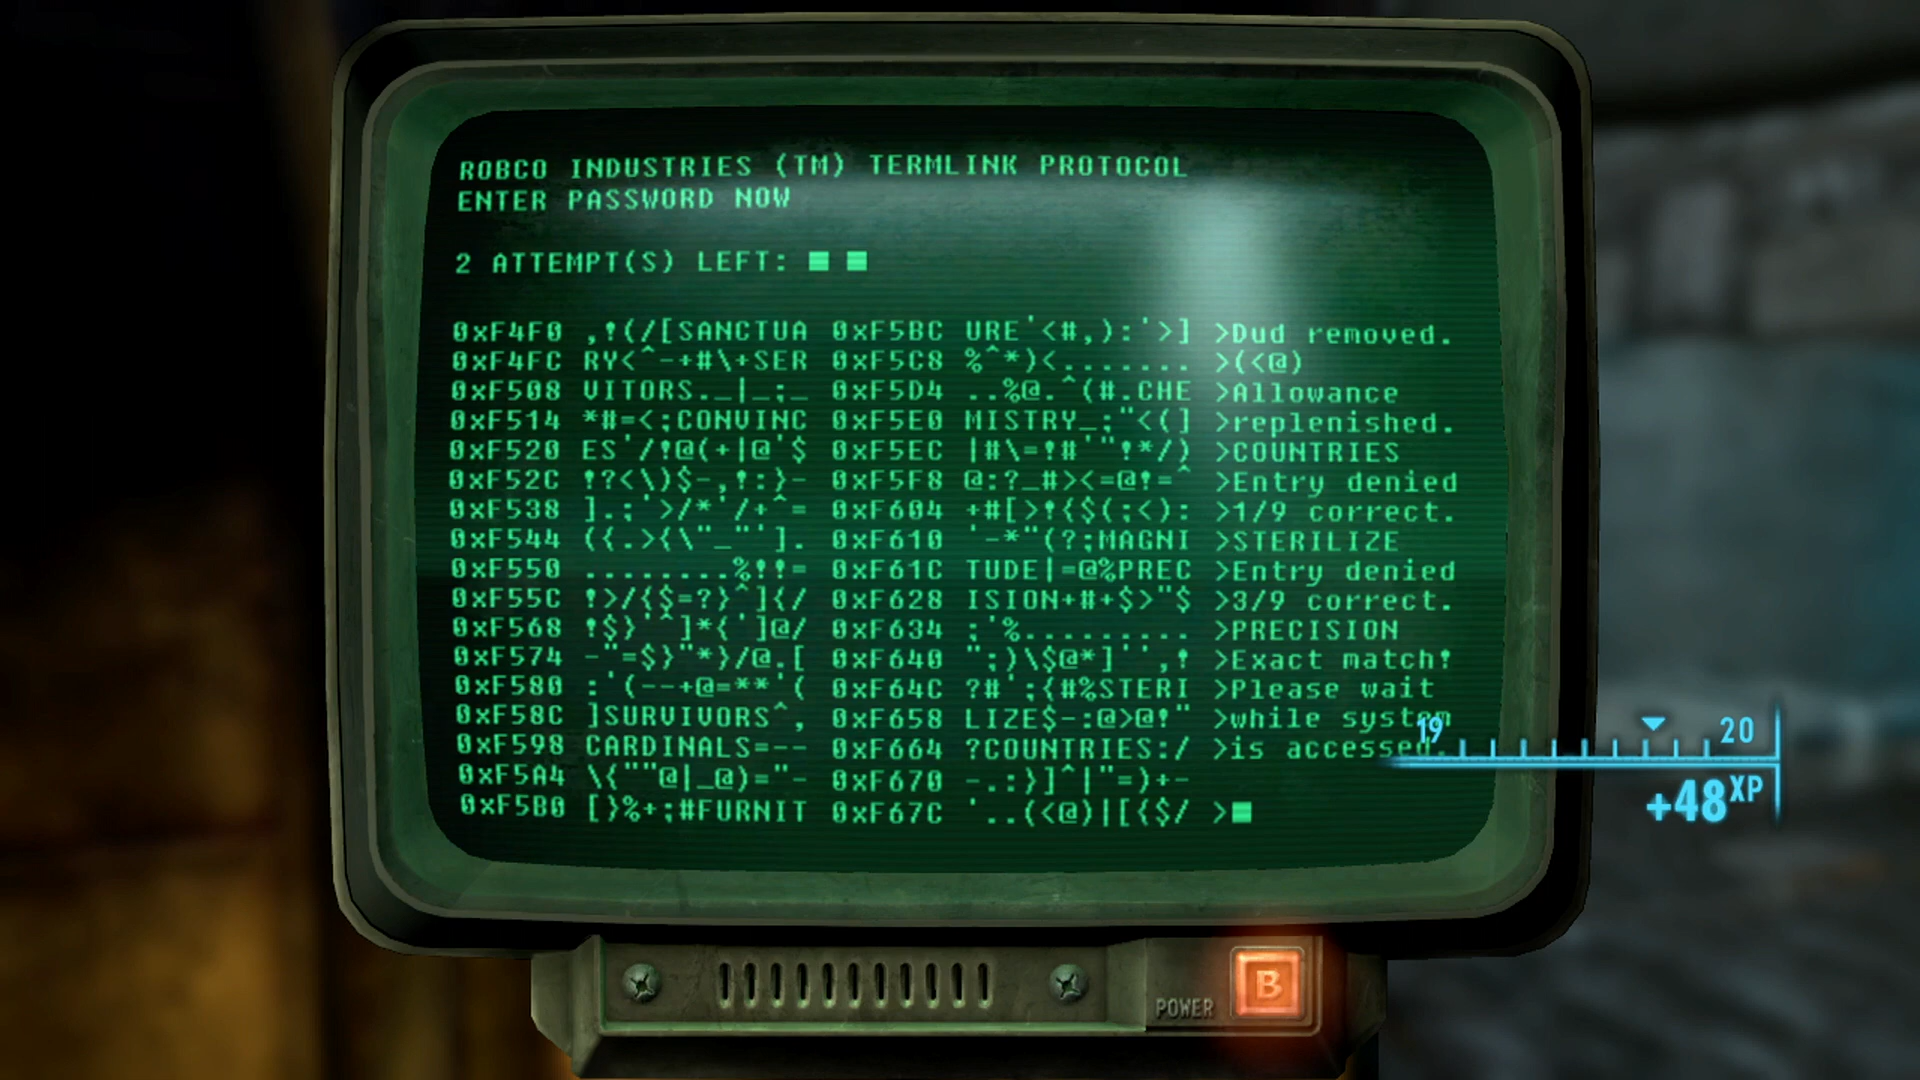 ROBCO INDUSTRIES (TM) TERMLINK PROTOCOL
ENTER PASSWORD NOW
2 ATTEMPT(S) LEFT: ■ ■
0xF4F0 ,!(/[SANCTUA 0xF5BC URE'<#,):'>] >Dud removed.
0xF4FC RY<^-+#\+SER 0xF5C8 %^*)<....... >(<@)
0xF508 VITORS._|_;_ 0xF5D4 ..%@.^(#.CHE >Allowance
0xF514 *#=<;CONVINC 0xF5E0 MISTRY_;"<(] >replenished.
0xF520 ES'/!@(+|@'$ 0xF5EC |#\=!#'"!*/) >COUNTRIES
0xF52C !?<\)$-,!:}- 0xF5F8 @:?_#><=@!=^ >Entry denied
0xF538 ].;'>/*'/+^= 0xF604 +#[>!{$(;<): >1/9 correct.
0xF544 ({.>{\"_"']. 0xF610 '-*"(?;MAGNI >STERILIZE
0xF550 ........%!!= 0xF61C TUDE|=@%PREC >Entry denied
0xF55C !>/{$=?}^]{/ 0xF628 ISION+#+$>"$ >3/9 correct.
0xF568 !$}'^]*{']@/ 0xF634 ;'%......... >PRECISION
0xF574 -"=$}"*}/@.[ 0xF640 ";)\$@*]'',! >Exact match!
0xF580 :'(--+@=**'( 0xF64C ?#';{#%STERI >Please wait
0xF58C ]SURVIVORS^, 0xF658 LIZE$-:@>@!" >while system
0xF598 CARDINALS=-- 0xF664 ?COUNTRIES:/ >is accessed.
0xF5A4 \{""@|_@)="- 0xF670 -.:}]^|"=)+-
0xF5B0 [}%+;#FURNIT 0xF67C '..(<@)|[{$/ >■
19 20
+48 XP
POWER
B